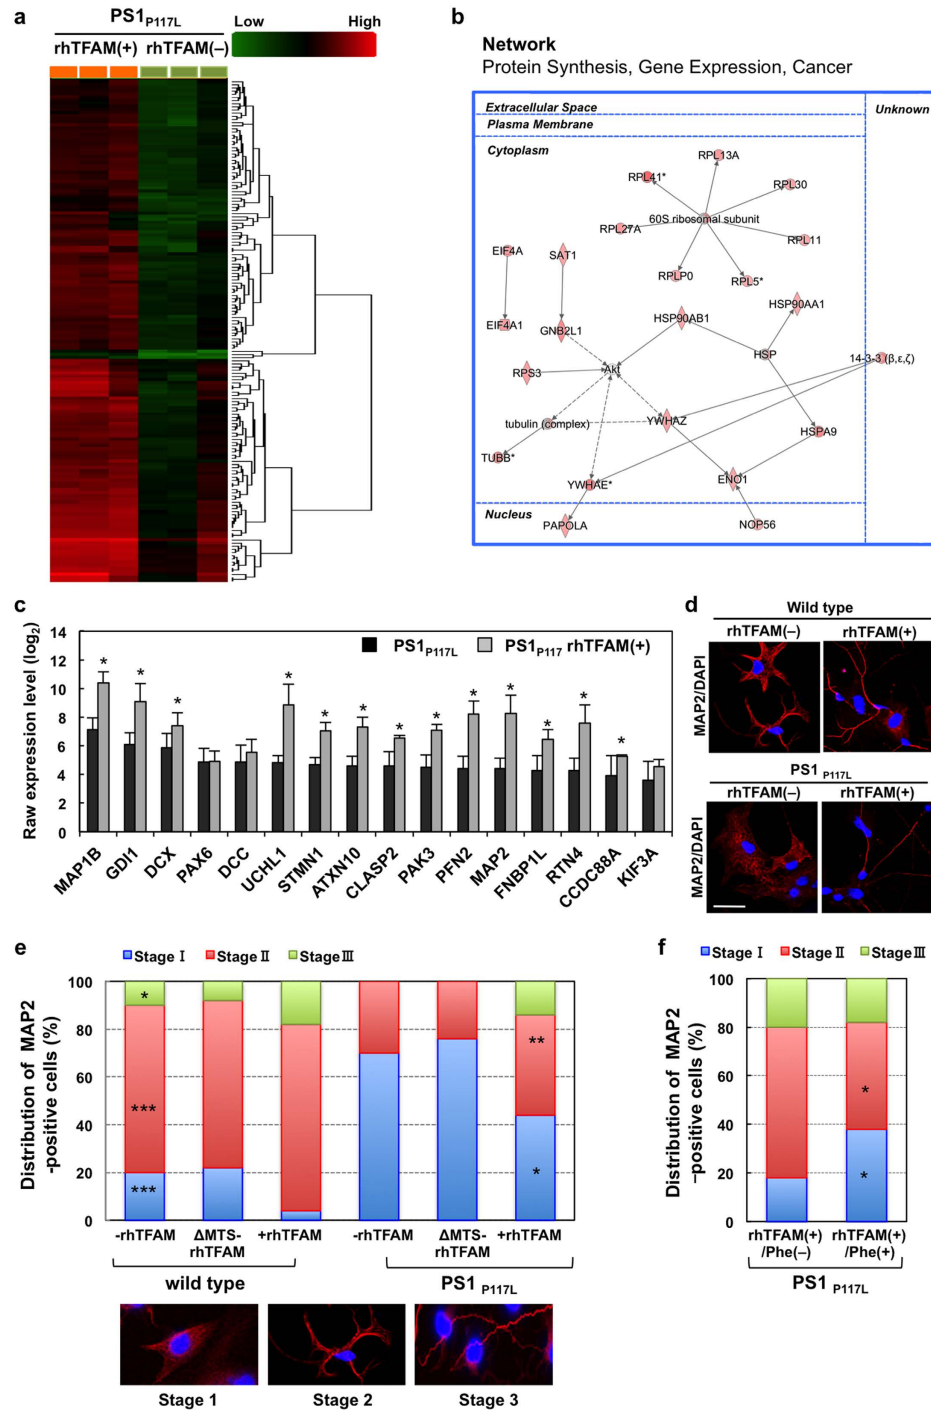 a
PS1P117L
rhTFAM(+) rhTFAM(–)
Low High
b
Network
Protein Synthesis, Gene Expression, Cancer
Extracellular Space
Unknown
Plasma Membrane
Cytoplasm
RPL13A
RPL41*
RPL30
60S ribosomal subunit
RPL27A
RPL11
EIF4A
SAT1
RPLP0
RPL5*
HSP90AA1
HSP90AB1
EIF4A1
GNB2L1
HSP
14-3-3 (β,ε,ζ)
RPS3
Akt
tubulin (complex)
YWHAZ
HSPA9
TUBB*
YWHAE*
ENO1
Nucleus
PAPOLA
NOP56
c
Raw expression level (log2)
14
12
10
8
6
4
2
0
PS1P117L PS1P117 rhTFAM(+)
* * * * * * * * * * * * *
MAP1B GDI1 DCX PAX6 DCC UCHL1 STMN1 ATXN10 CLASP2 PAK3 PFN2 MAP2 FNBP1L RTN4 CCDC88A KIF3A
d
Wild type
rhTFAM(–) rhTFAM(+)
MAP2/DAPI
PS1 P117L
rhTFAM(–) rhTFAM(+)
MAP2/DAPI
e
Stage Ⅰ Stage Ⅱ Stage Ⅲ
Distribution of MAP2
-positive cells (%)
100
80
60
40
20
0
*
***
***
**
*
-rhTFAM ΔMTS-rhTFAM +rhTFAM -rhTFAM ΔMTS-rhTFAM +rhTFAM
wild type PS1 P117L
Stage 1 Stage 2 Stage 3
f
Stage Ⅰ Stage Ⅱ Stage Ⅲ
Distribution of MAP2
–positive cells (%)
100
80
60
40
20
0
*
*
rhTFAM(+) rhTFAM(+)
/Phe(–) /Phe(+)
PS1 P117L